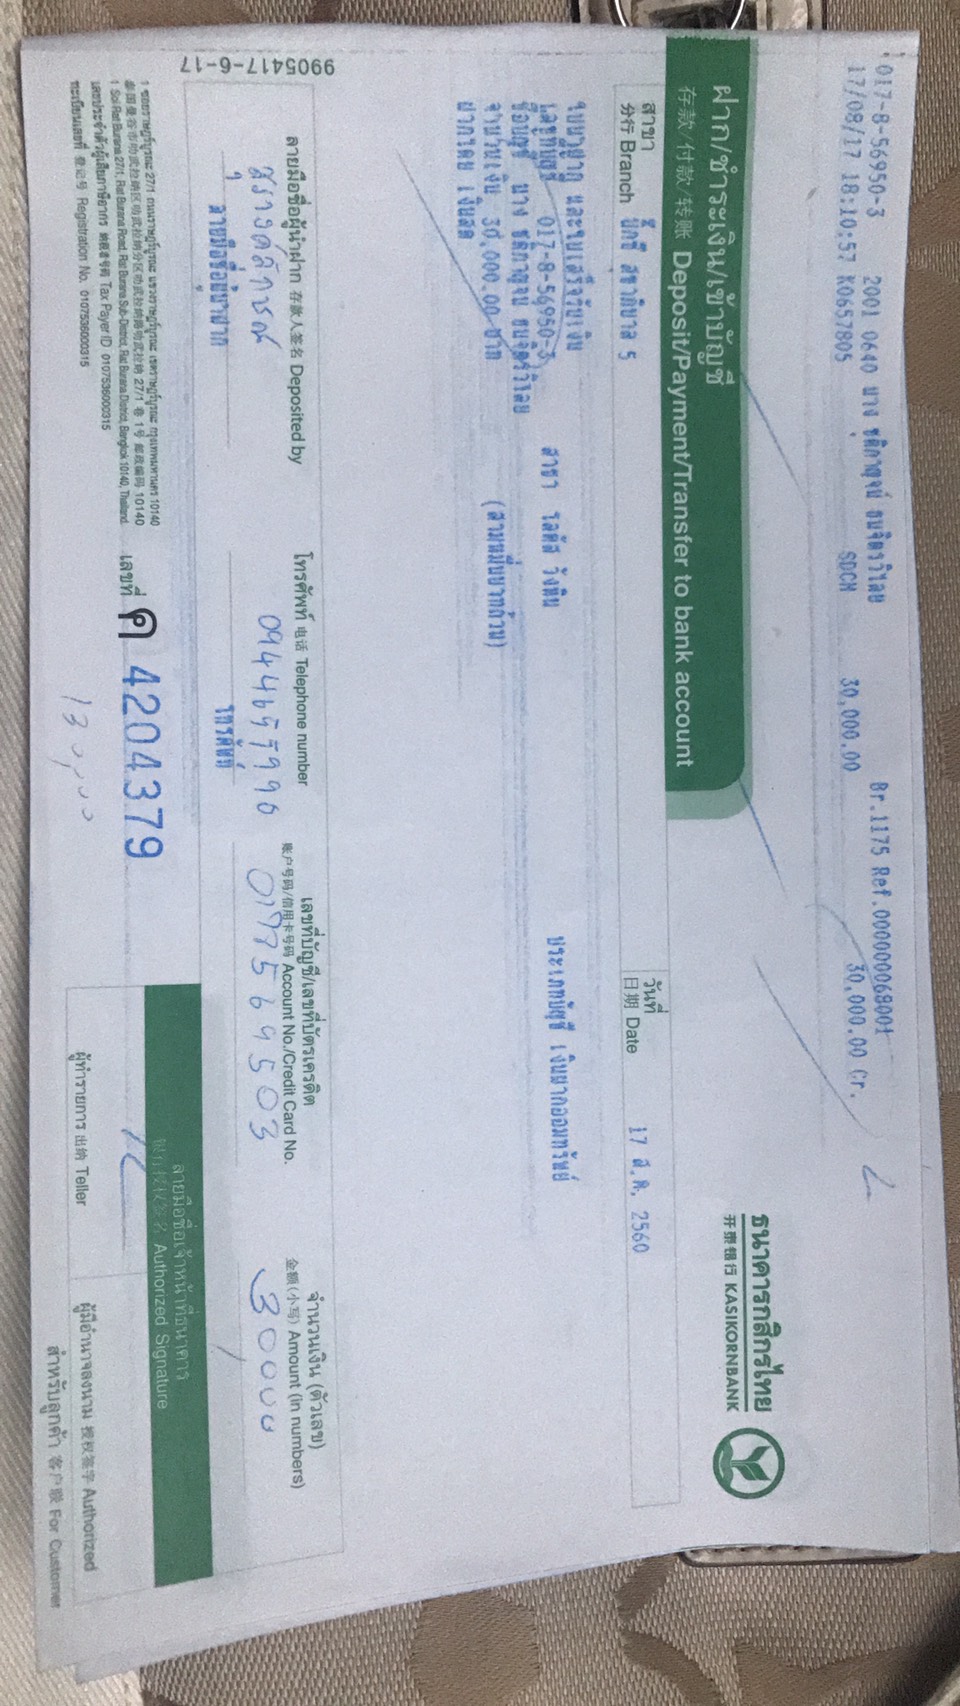 017-8-56950-3 2001 0640 นาง ชุติกาญจน์ ธนจิตรวิไลย Br.1175 Ref.000000068001
17/08/17 18:10:57 K0657805 SDCM 30,000.00 30,000.00 Cr.
ธนาคารกสิกรไทย
开泰银行 KASIKORNBANK
ฝาก/ชำระเงิน/เข้าบัญชี
存款/付款/转账 Deposit/Payment/Transfer to bank account
สาขา
分行 Branch บิ๊กซี สุขาภิบาล 5
วันที่
日期 Date 17 ส.ค. 2560
ใบนำฝาก และใบเสร็จรับเงิน
เลขที่บัญชี 017-8-56950-3 สาขา โลตัส วังหิน ประเภทบัญชี เงินฝากออมทรัพย์
ชื่อบัญชี นาง ชุติกาญจน์ ธนจิตรวิไลย
จำนวนเงิน 30,000.00 บาท (สามหมื่นบาทถ้วน)
ฝากโดย เงินสด
9905417-6-17
ลายมือชื่อผู้นำฝาก 存款人签名 Deposited by
สุรางค์ลักษณ์
ลายมือชื่อผู้นำฝาก
โทรศัพท์ 电话 Telephone number
โทรศัพท์
เลขที่บัญชี/เลขที่บัตรเครดิต
账户号码/信用卡号码 Account No./Credit Card No.
0178569503
จำนวนเงิน (ตัวเลข)
金额(小写) Amount (in numbers)
30000
1 ซอยราษฎร์บูรณะ 27/1 ถนนราษฎร์บูรณะ แขวงราษฎร์บูรณะ เขตราษฎร์บูรณะ กรุงเทพมหานคร 10140
泰国曼谷市叻武拉纳区叻武拉纳分区叻武拉纳路叻武拉纳 27/1 巷 1号 邮政编码 10140
1 Soi Rat Burana 27/1, Rat Burana Road, Rat Burana Sub-District, Rat Burana District, Bangkok 10140, Thailand.
เลขประจำตัวผู้เสียภาษีอากร 纳税者号码 Tax Payer ID 0107536000315
ทะเบียนเลขที่ 登记号 Registration No. 0107536000315
เลขที่ ค 4204379
ลายมือชื่อเจ้าหน้าที่ธนาคาร
银行授权签名 Authorized Signature
ผู้ทำรายการ 出纳 Teller
ผู้มีอำนาจลงนาม 授权签字 Authorized
สำหรับลูกค้า 客户联 For Customer